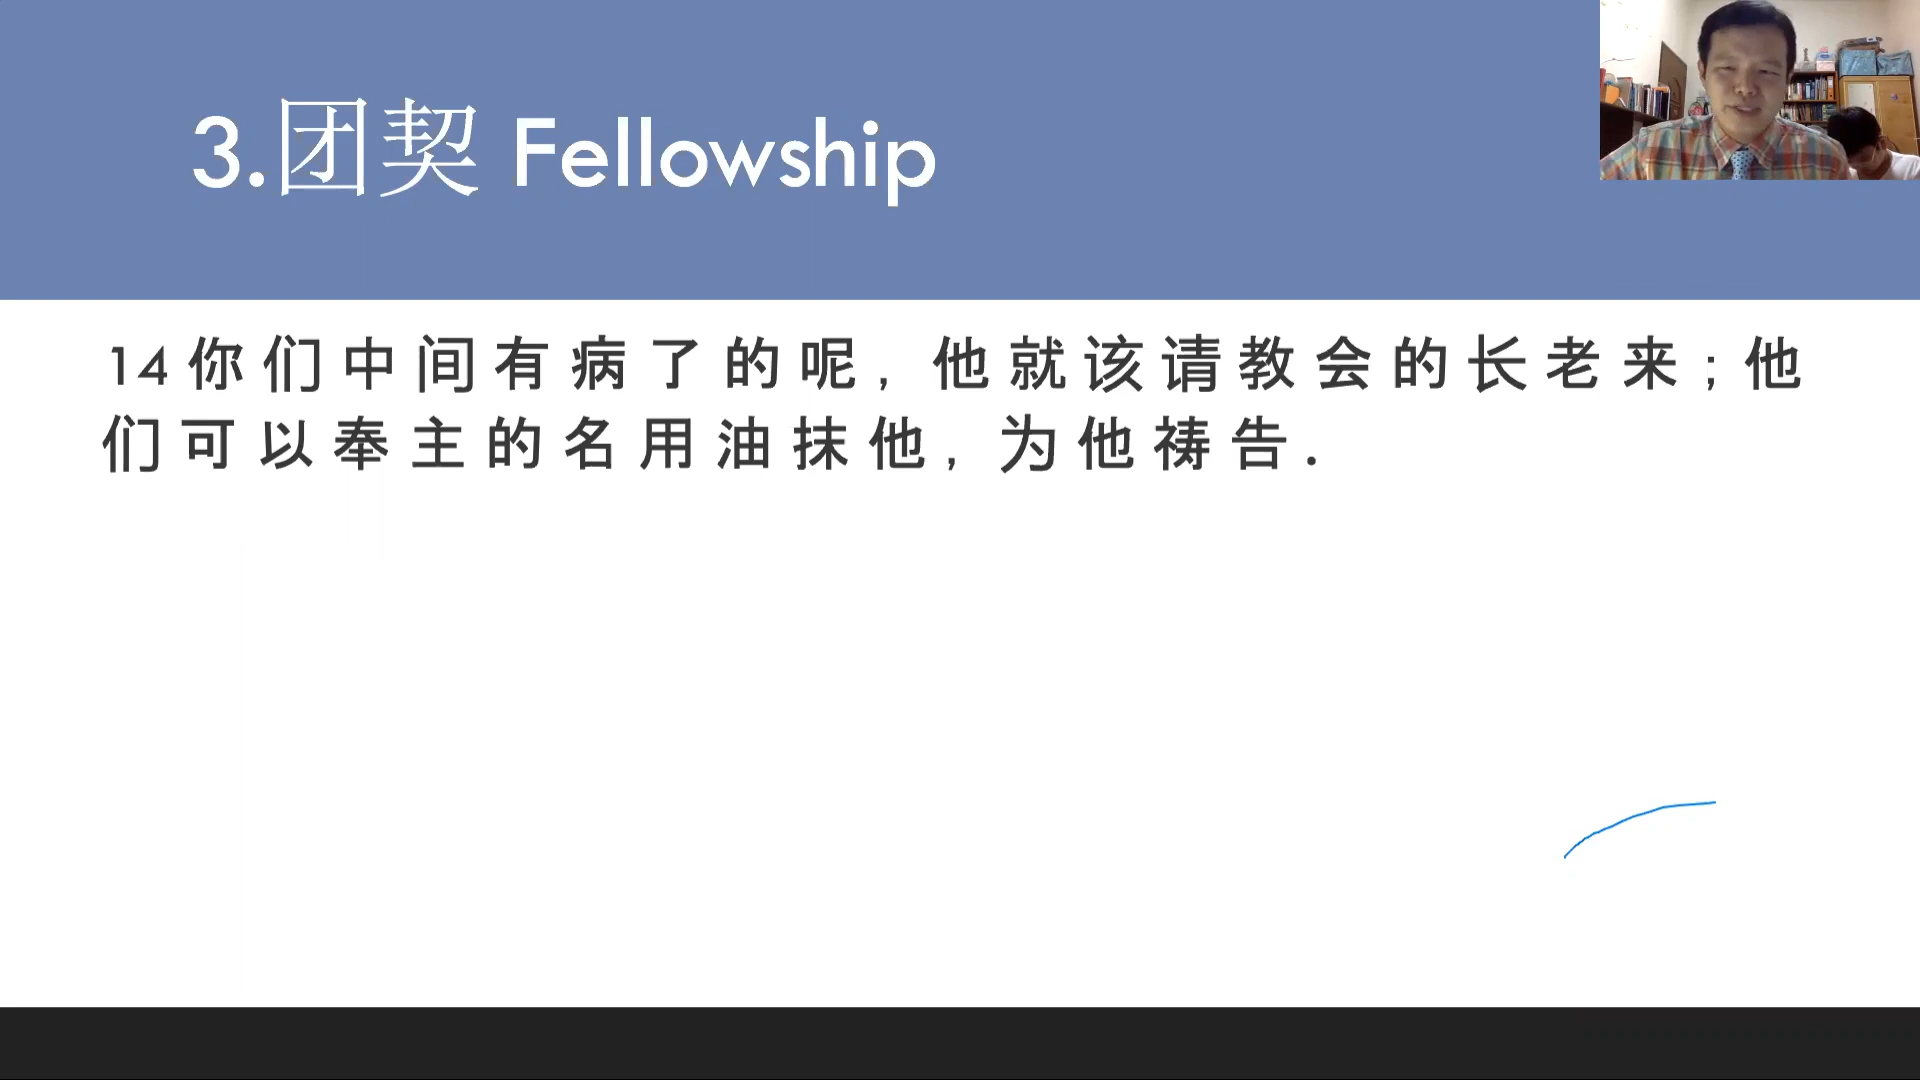 3.团契 Fellowship
14你们中间有病了的呢，他就该请教会的长老来；他
们可以奉主的名用油抹他，为他祷告.